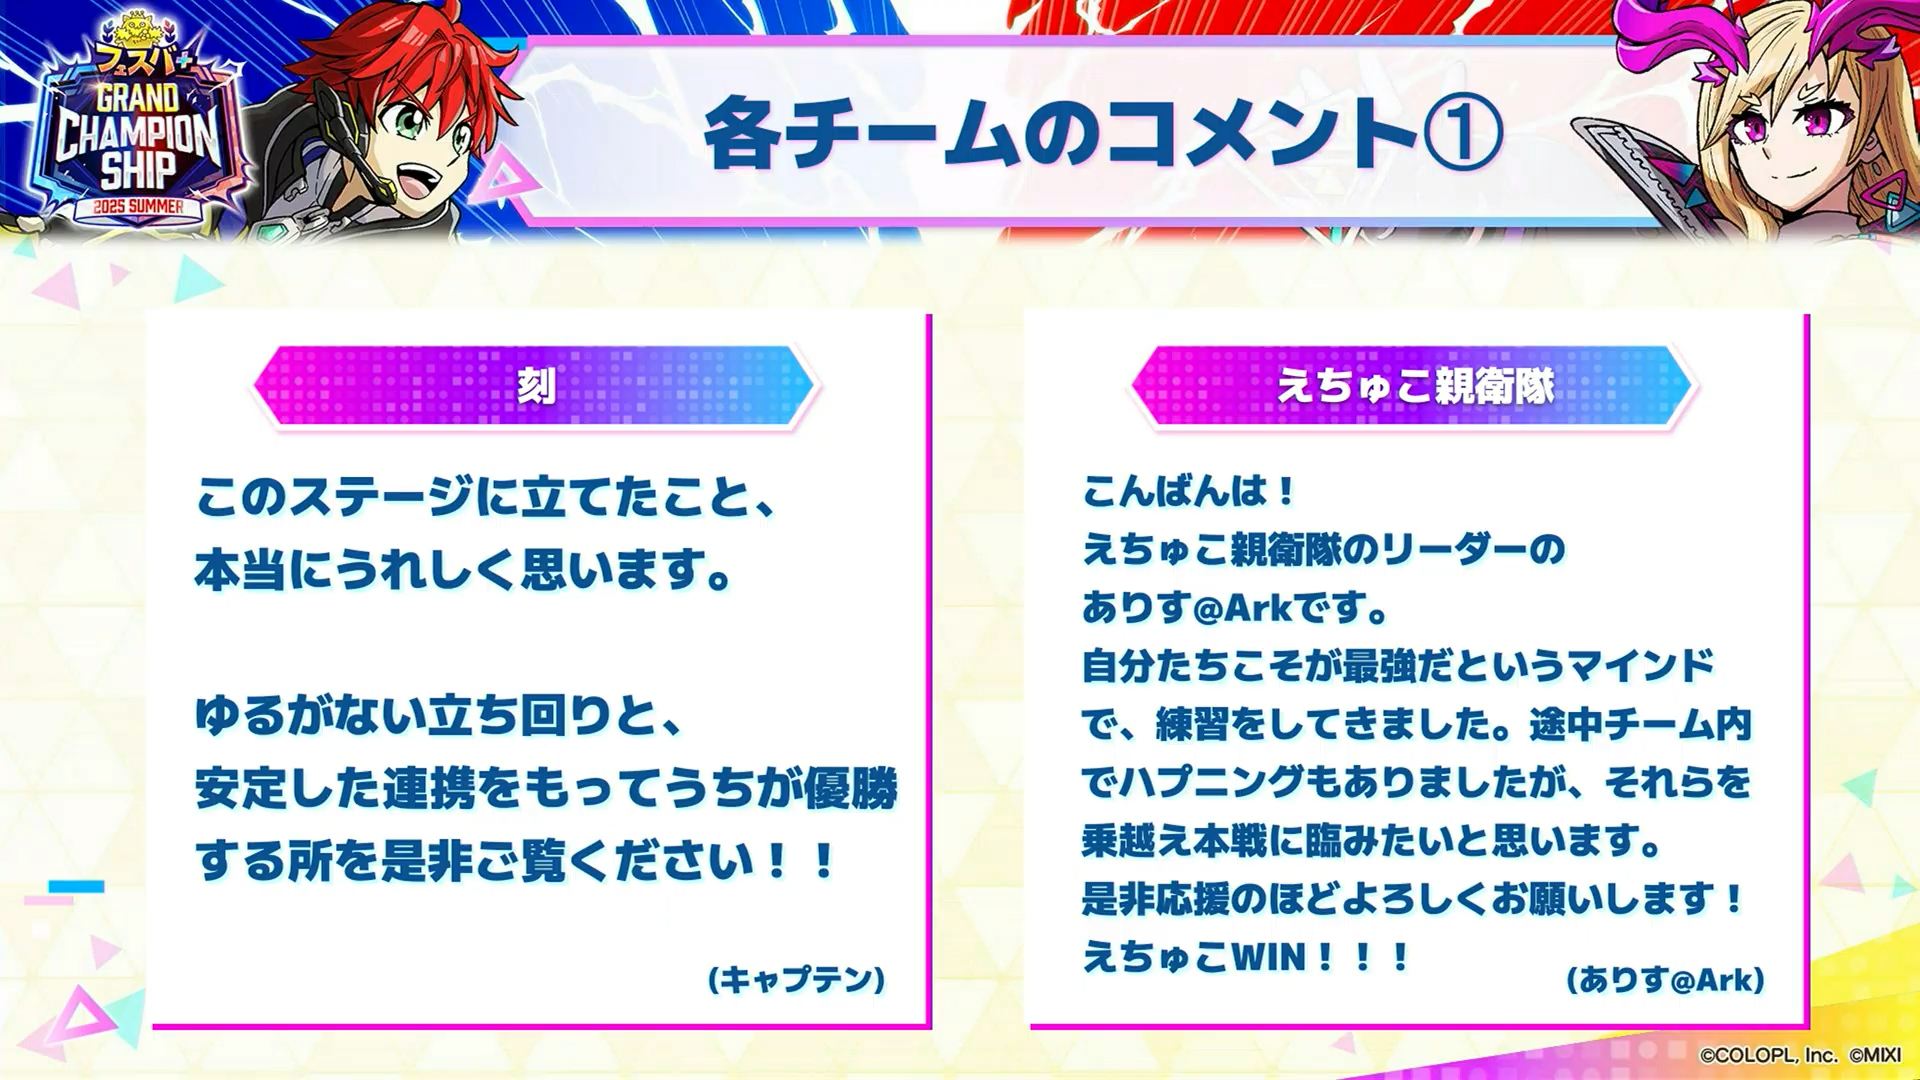 フェスバ+
GRAND
CHAMPION
SHIP
2025 SUMMER
各チームのコメント①
刻
このステージに立てたこと、
本当にうれしく思います。
ゆるがない立ち回りと、
安定した連携をもってうちが優勝
する所を是非ご覧ください！！
(キャプテン)
えちゅこ親衛隊
こんばんは！
えちゅこ親衛隊のリーダーの
ありす@Arkです。
自分たちこそが最強だというマインド
で、練習をしてきました。途中チーム内
でハプニングもありましたが、それらを
乗越え本戦に臨みたいと思います。
是非応援のほどよろしくお願いします！
えちゅこWIN！！！
(ありす@Ark)
©COLOPL, Inc. ©MIXI